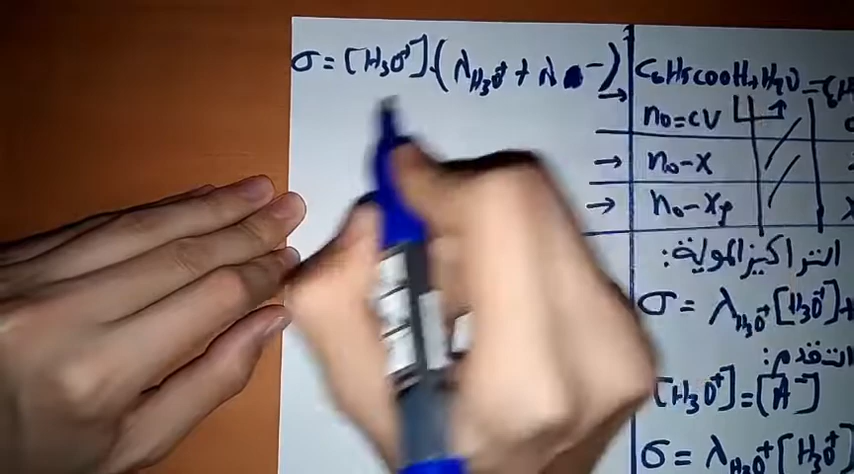 σ = [H₃O⁺].(λH₃O⁺ + λ -)
→ C₆H₅COOH + H₂O =
n₀=CV
→ n₀-x
→ n₀-xf
التراكيز المولية:
σ = λH₃O⁺ [H₃O⁺] +
التقدم:
[H₃O⁺] = [A⁻]
σ = λH₃O⁺ [H₃O⁺]